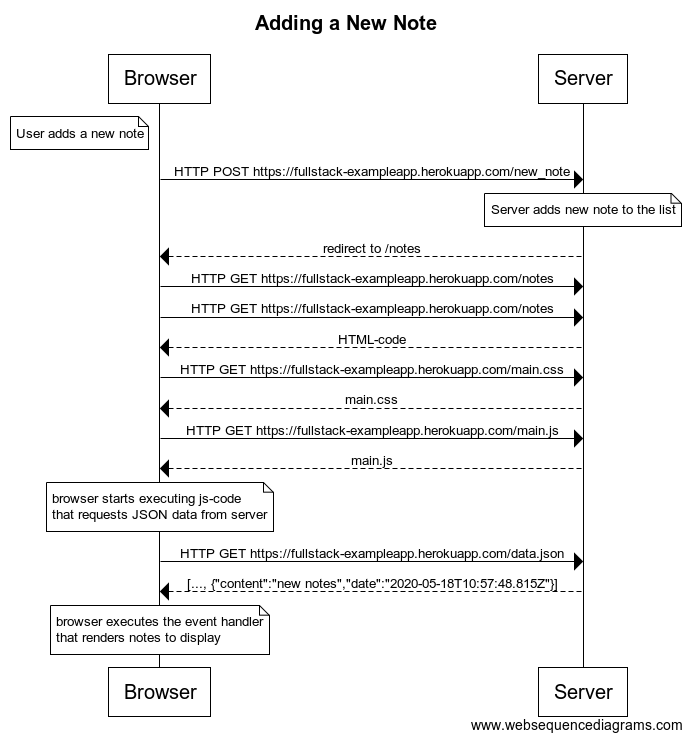 Adding a New Note
Browser
Server
User adds a new note
HTTP POST https://fullstack-exampleapp.herokuapp.com/new_note
Server adds new note to the list
redirect to /notes
HTTP GET https://fullstack-exampleapp.herokuapp.com/notes
HTTP GET https://fullstack-exampleapp.herokuapp.com/notes
HTML-code
HTTP GET https://fullstack-exampleapp.herokuapp.com/main.css
main.css
HTTP GET https://fullstack-exampleapp.herokuapp.com/main.js
main.js
browser starts executing js-code
that requests JSON data from server
HTTP GET https://fullstack-exampleapp.herokuapp.com/data.json
[..., {"content":"new notes","date":"2020-05-18T10:57:48.815Z"}]
browser executes the event handler
that renders notes to display
Browser
Server
www.websequencediagrams.com